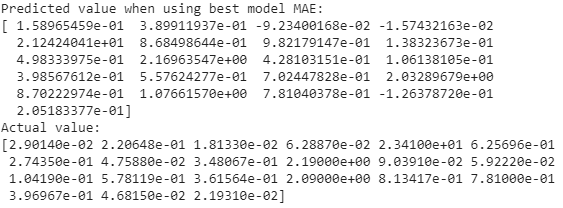 Predicted value when using best model MAE:
[ 1.58965459e-01 3.89911937e-01 -9.23400168e-02 -1.57432163e-02
2.12424041e+01 8.68498644e-01 9.82179147e-01 1.38323673e-01
4.98333975e-01 2.16963547e+00 4.28103151e-01 1.06138105e-01
3.98567612e-01 5.57624277e-01 7.02447828e-01 2.03289679e+00
8.70222974e-01 1.07661570e+00 7.81040378e-01 -1.26378720e-01
2.05183377e-01]
Actual value:
[2.90140e-02 2.20648e-01 1.81330e-02 6.28870e-02 2.34100e+01 6.25696e-01
2.74350e-01 4.75880e-02 3.48067e-01 2.19000e+00 9.03910e-02 5.92220e-02
1.04190e-01 5.78119e-01 3.61564e-01 2.09000e+00 8.13417e-01 7.81000e-01
3.96967e-01 4.68150e-02 2.19310e-02]